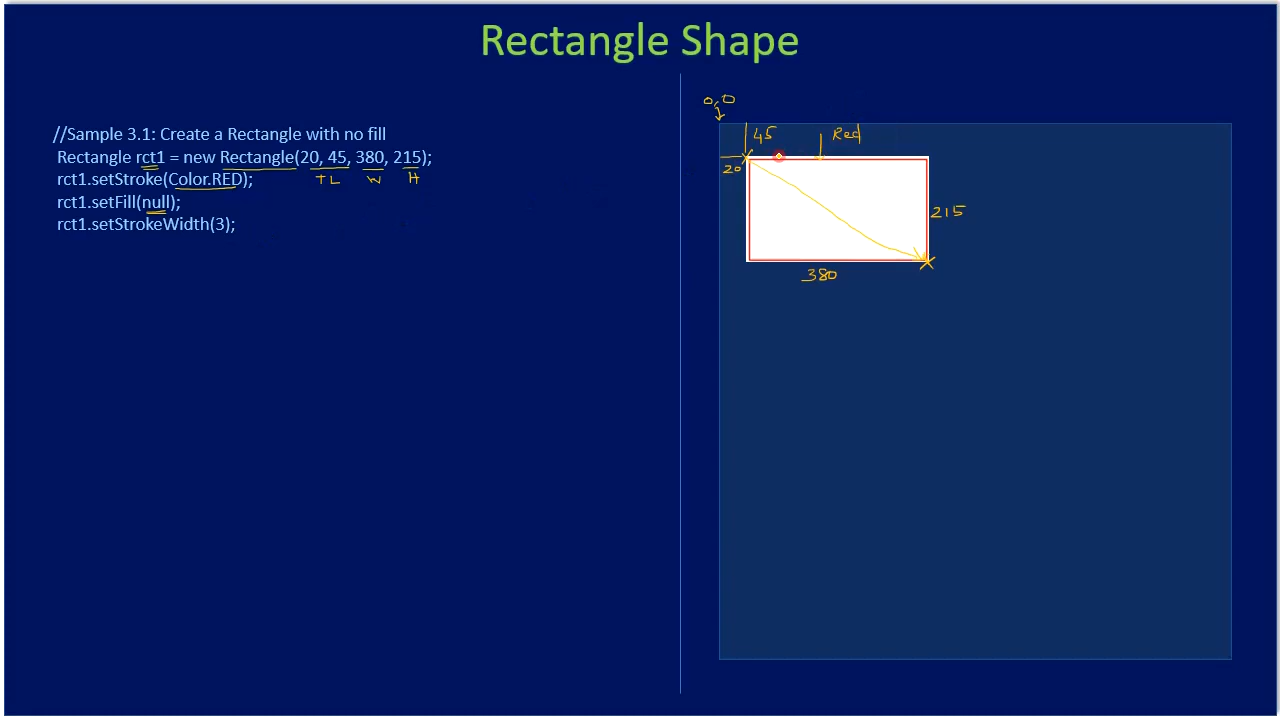 Rectangle Shape
//Sample 3.1: Create a Rectangle with no fill
Rectangle rct1 = new Rectangle(20, 45, 380, 215);
rct1.setStroke(Color.RED);
TL W H
rct1.setFill(null);
rct1.setStrokeWidth(3);
0,0
45 Red
20
215
380